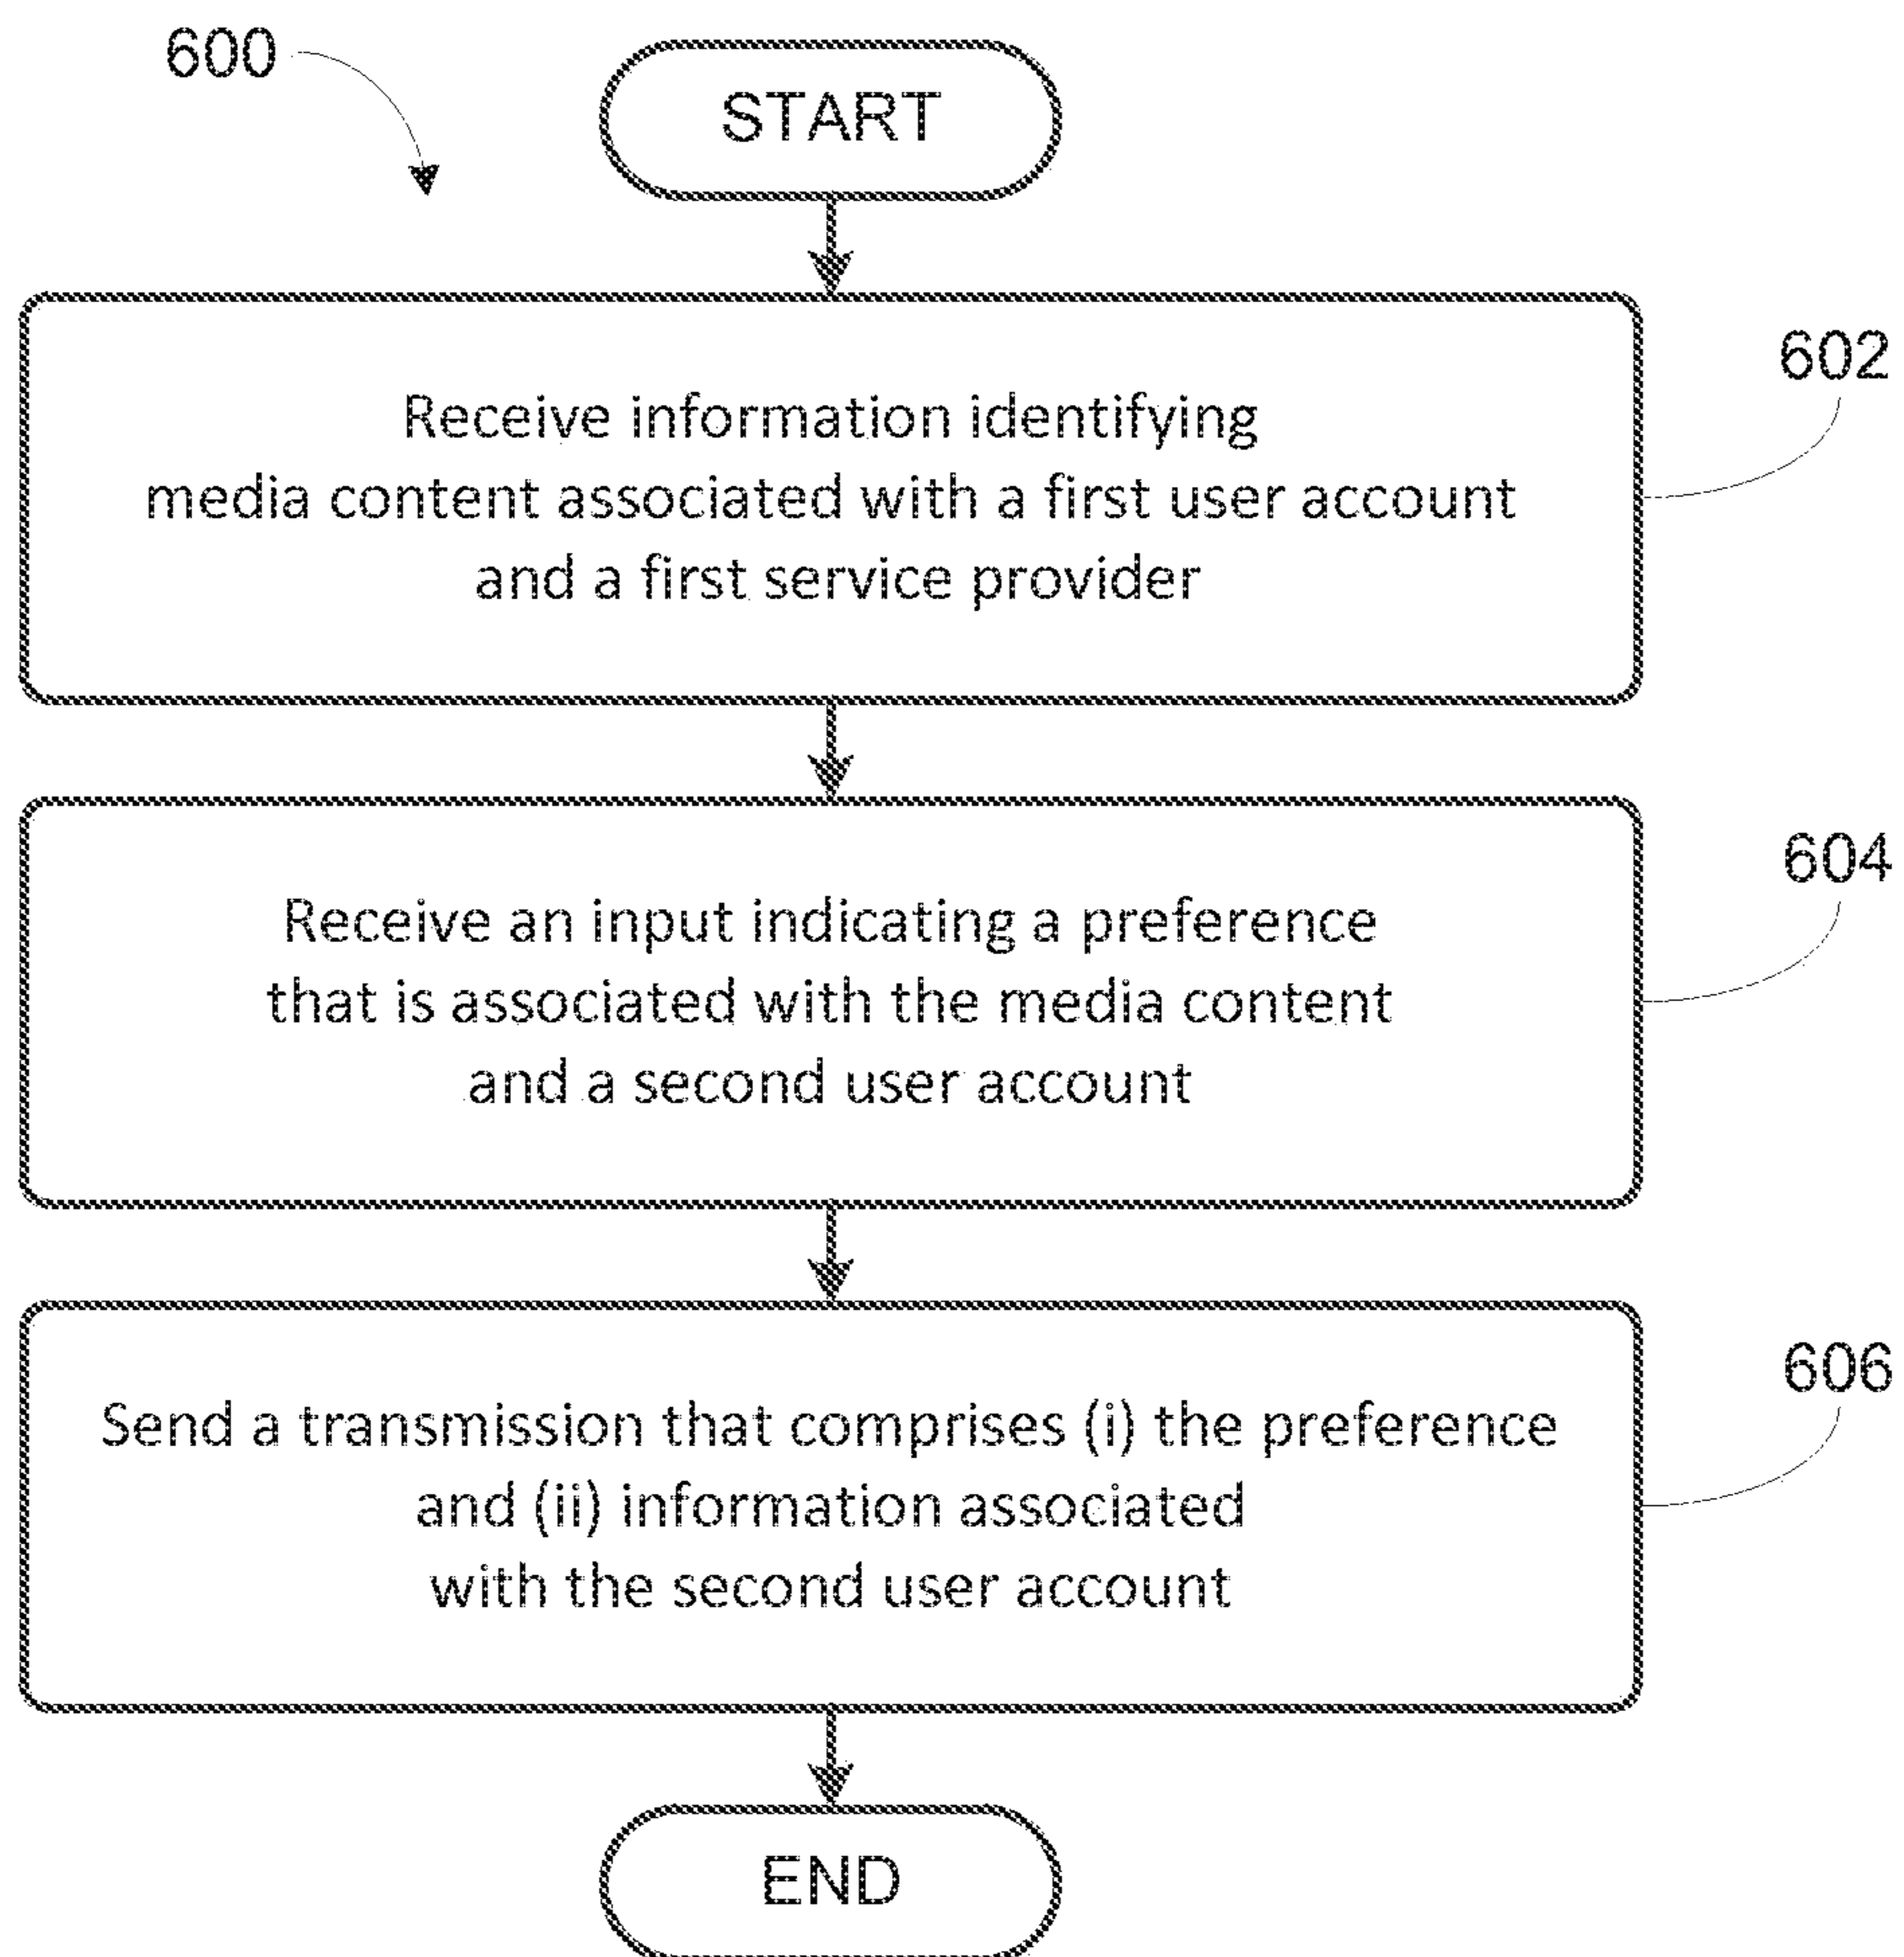 600
START
602
Receive information identifying
media content associated with a first user account
and a first service provider
604
Receive an input indicating a preference
that is associated with the media content
and a second user account
606
Send a transmission that comprises (i) the preference
and (ii) information associated
with the second user account
END